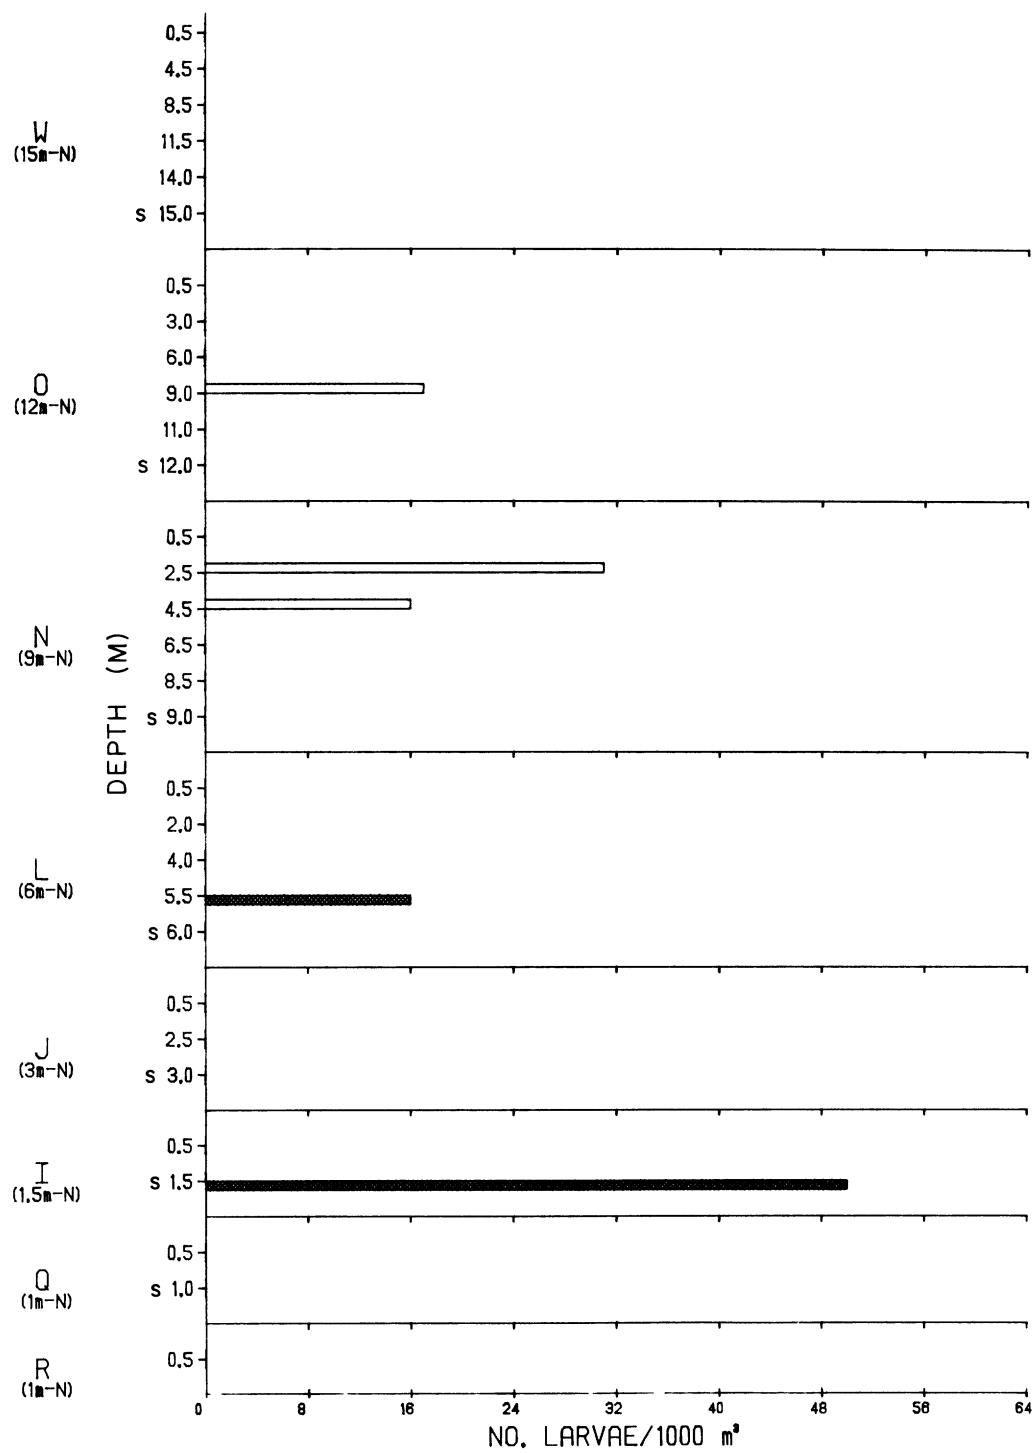 0.5
4.5
8.5
W
11.5
(15m-N)
14.0
S 15.0
0.5
3.0
6.0
O
9.0
(12m-N)
11.0
S 12.0
0.5
2.5
4.5
N
6.5
(9m-N)
8.5
S 9.0
DEPTH (M)
0.5
2.0
4.0
L
5.5
(6m-N)
S 6.0
0.5
2.5
J
(3m-N)
S 3.0
0.5
I
S 1.5
(1.5m-N)
0.5
Q
S 1.0
(1m-N)
0.5
R
(1m-N)
0 8 16 24 32 40 48 56 64
NO. LARVAE/1000 m³